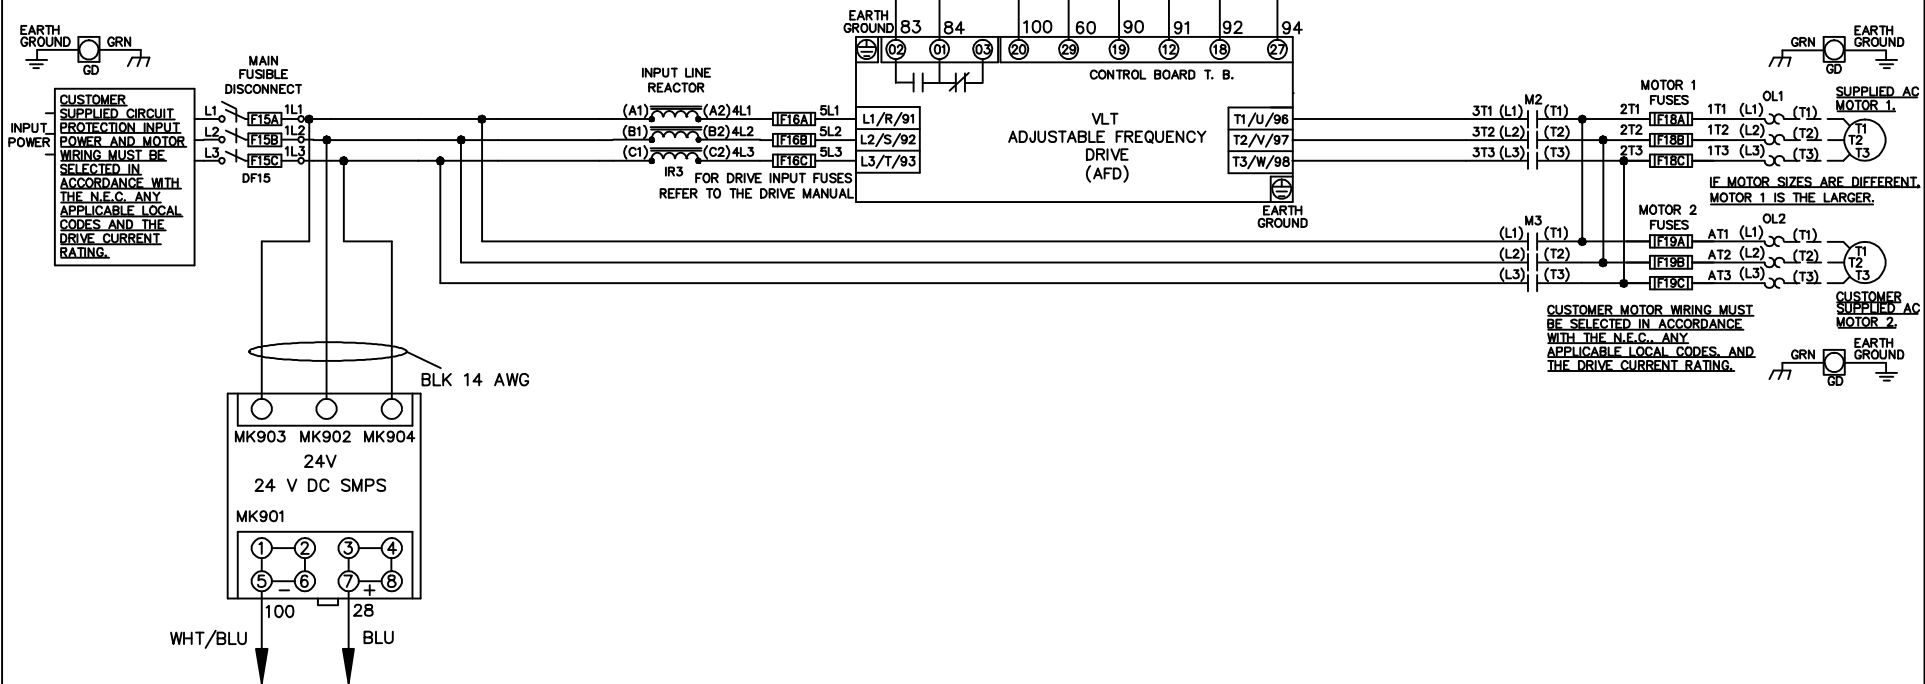 EARTH
GROUND
GRN
GD
INPUT
POWER
CUSTOMER
SUPPLIED CIRCUIT
PROTECTION INPUT
POWER AND MOTOR
WIRING MUST BE
SELECTED IN
ACCORDANCE WITH
THE N.E.C. ANY
APPLICABLE LOCAL
CODES AND THE
DRIVE CURRENT
RATING.
MAIN
FUSIBLE
DISCONNECT
L1 F15A 1L1
L2 F15B 1L2
L3 F15C 1L3
DF15
INPUT LINE
REACTOR
(A1) (A2) 4L1 F16A 5L1
(B1) (B2) 4L2 F16B 5L2
(C1) (C2) 4L3 F16C 5L3
IR3
FOR DRIVE INPUT FUSES
REFER TO THE DRIVE MANUAL
EARTH
GROUND
83 84 100 60 90 91 92 94
02 01 03 20 29 19 12 18 27
CONTROL BOARD T. B.
L1/R/91
L2/S/92
L3/T/93
VLT
ADJUSTABLE FREQUENCY
DRIVE
(AFD)
T1/U/96
T2/V/97
T3/W/98
EARTH
GROUND
M2
3T1 (L1) (T1)
3T2 (L2) (T2)
3T3 (L3) (T3)
MOTOR 1
FUSES
2T1 F18A 1T1 (L1) (T1)
2T2 F18B 1T2 (L2) (T2)
2T3 F18C 1T3 (L3) (T3)
OL1
GRN
EARTH
GROUND
GD
SUPPLIED AC
MOTOR 1.
T1
T2
T3
IF MOTOR SIZES ARE DIFFERENT,
MOTOR 1 IS THE LARGER.
M3
(L1) (T1)
(L2) (T2)
(L3) (T3)
MOTOR 2
FUSES
F19A AT1 (L1) (T1)
F19B AT2 (L2) (T2)
F19C AT3 (L3) (T3)
OL2
T1
T2
T3
CUSTOMER
SUPPLIED AC
MOTOR 2.
CUSTOMER MOTOR WIRING MUST
BE SELECTED IN ACCORDANCE
WITH THE N.E.C., ANY
APPLICABLE LOCAL CODES, AND
THE DRIVE CURRENT RATING.
GRN
EARTH
GROUND
GD
BLK 14 AWG
MK903 MK902 MK904
24V
24 V DC SMPS
MK901
1 2 3 4
5 6 7 8
− +
100 28
WHT/BLU BLU